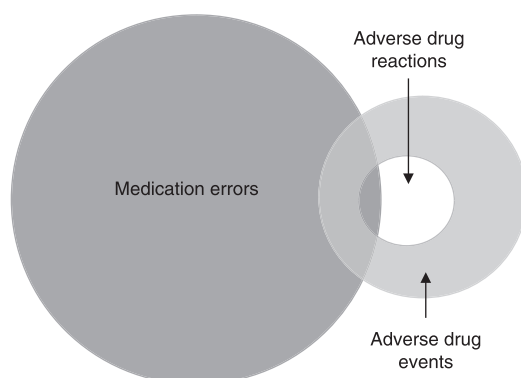 Adverse drug
reactions
Medication errors
Adverse drug
events